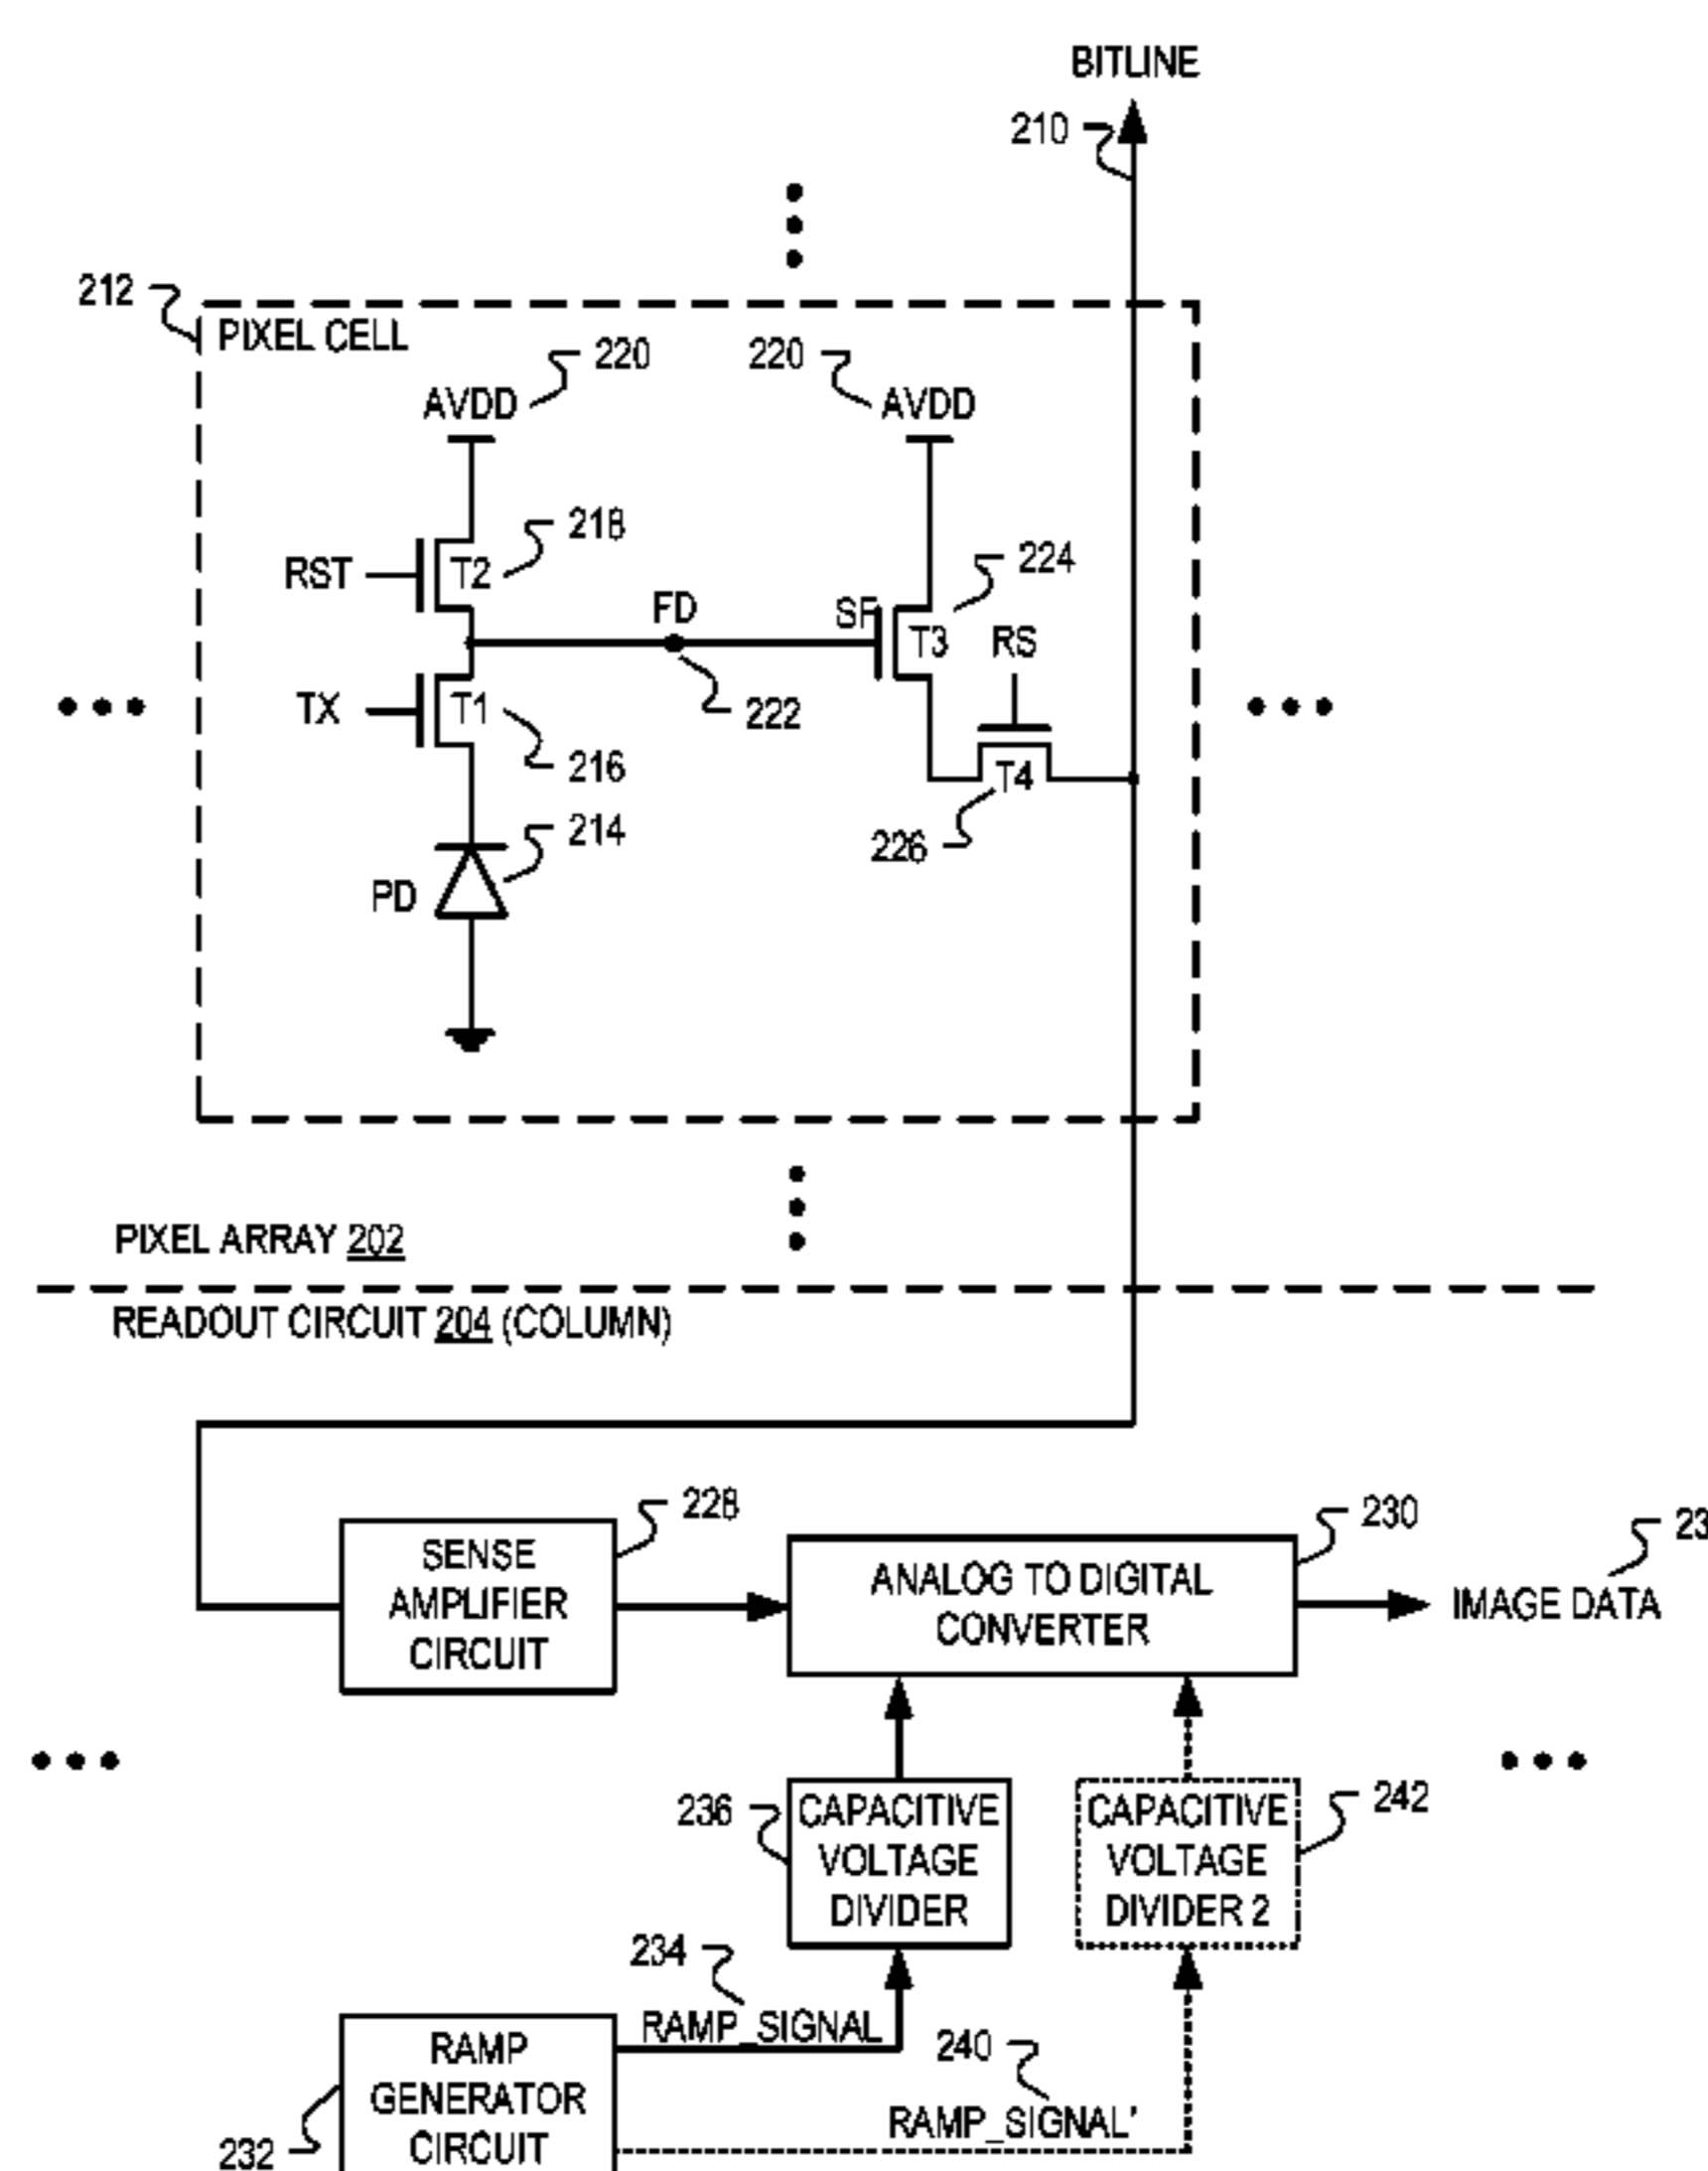 BITLINE
210
212
PIXEL CELL
220
220
AVDD
AVDD
218
224
RST
T2
FD
SF
T3
RS
TX
T1
222
216
T4
214
226
PD
PIXEL ARRAY 202
READOUT CIRCUIT 204 (COLUMN)
228
230
SENSE
AMPLIFIER
CIRCUIT
ANALOG TO DIGITAL
CONVERTER
IMAGE DATA
236
CAPACITIVE
VOLTAGE
DIVIDER
CAPACITIVE
VOLTAGE
DIVIDER 2
242
234
RAMP_SIGNAL
240
RAMP_SIGNAL'
RAMP
GENERATOR
CIRCUIT
232